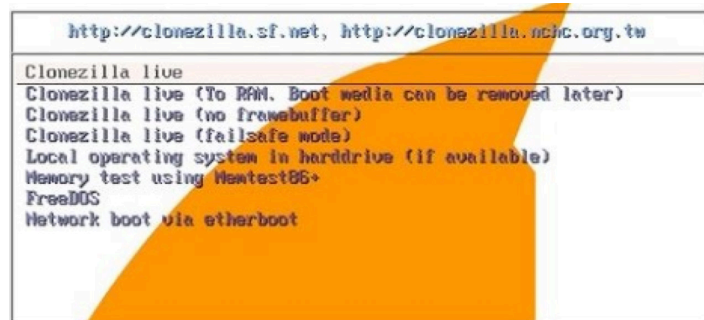 http://clonezilla.sf.net, http://clonezilla.nchc.org.tw
Clonezilla live
Clonezilla live (To RAM. Boot media can be removed later)
Clonezilla live (no framebuffer)
Clonezilla live (failsafe mode)
Local operating system in harddrive (if available)
Memory test using Memtest86+
FreeDOS
Network boot via etherboot